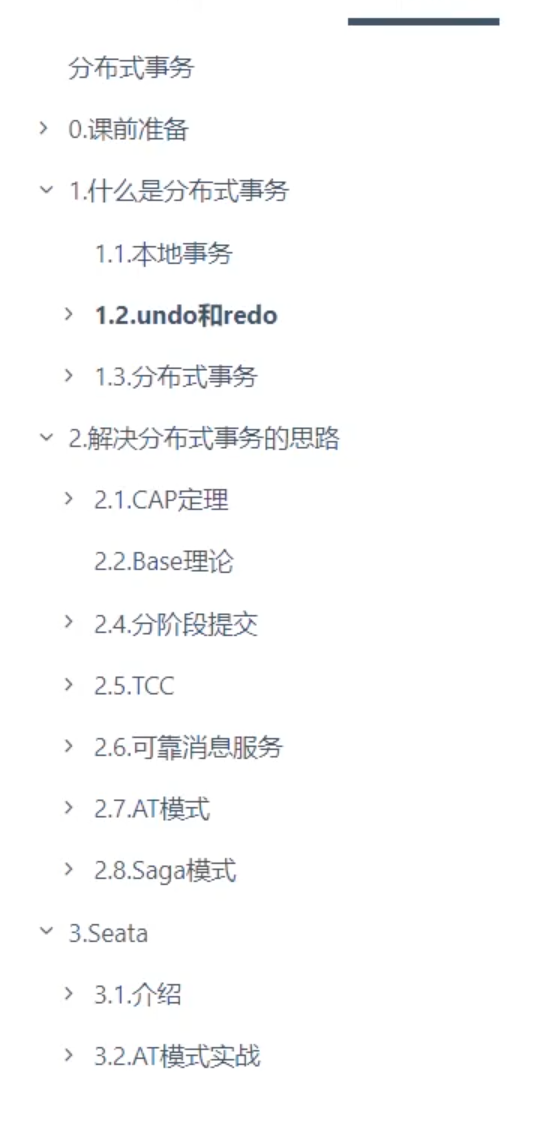 分布式事务
0.课前准备
1.什么是分布式事务
1.1.本地事务
1.2.undo和redo
1.3.分布式事务
2.解决分布式事务的思路
2.1.CAP定理
2.2.Base理论
2.4.分阶段提交
2.5.TCC
2.6.可靠消息服务
2.7.AT模式
2.8.Saga模式
3.Seata
3.1.介绍
3.2.AT模式实战